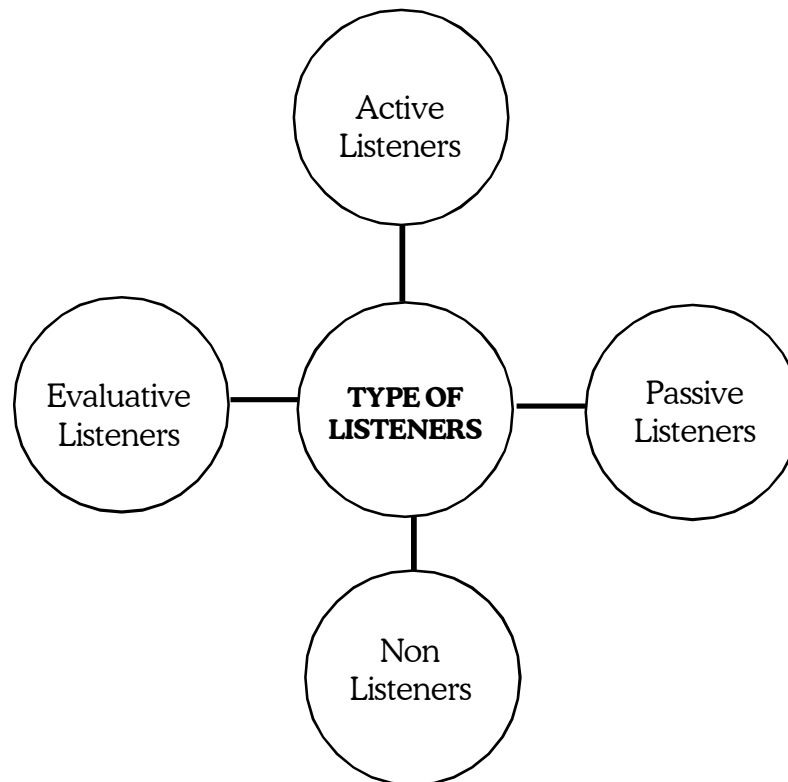 Active
Listeners
Evaluative
Listeners
TYPE OF
LISTENERS
Passive
Listeners
Non
Listeners